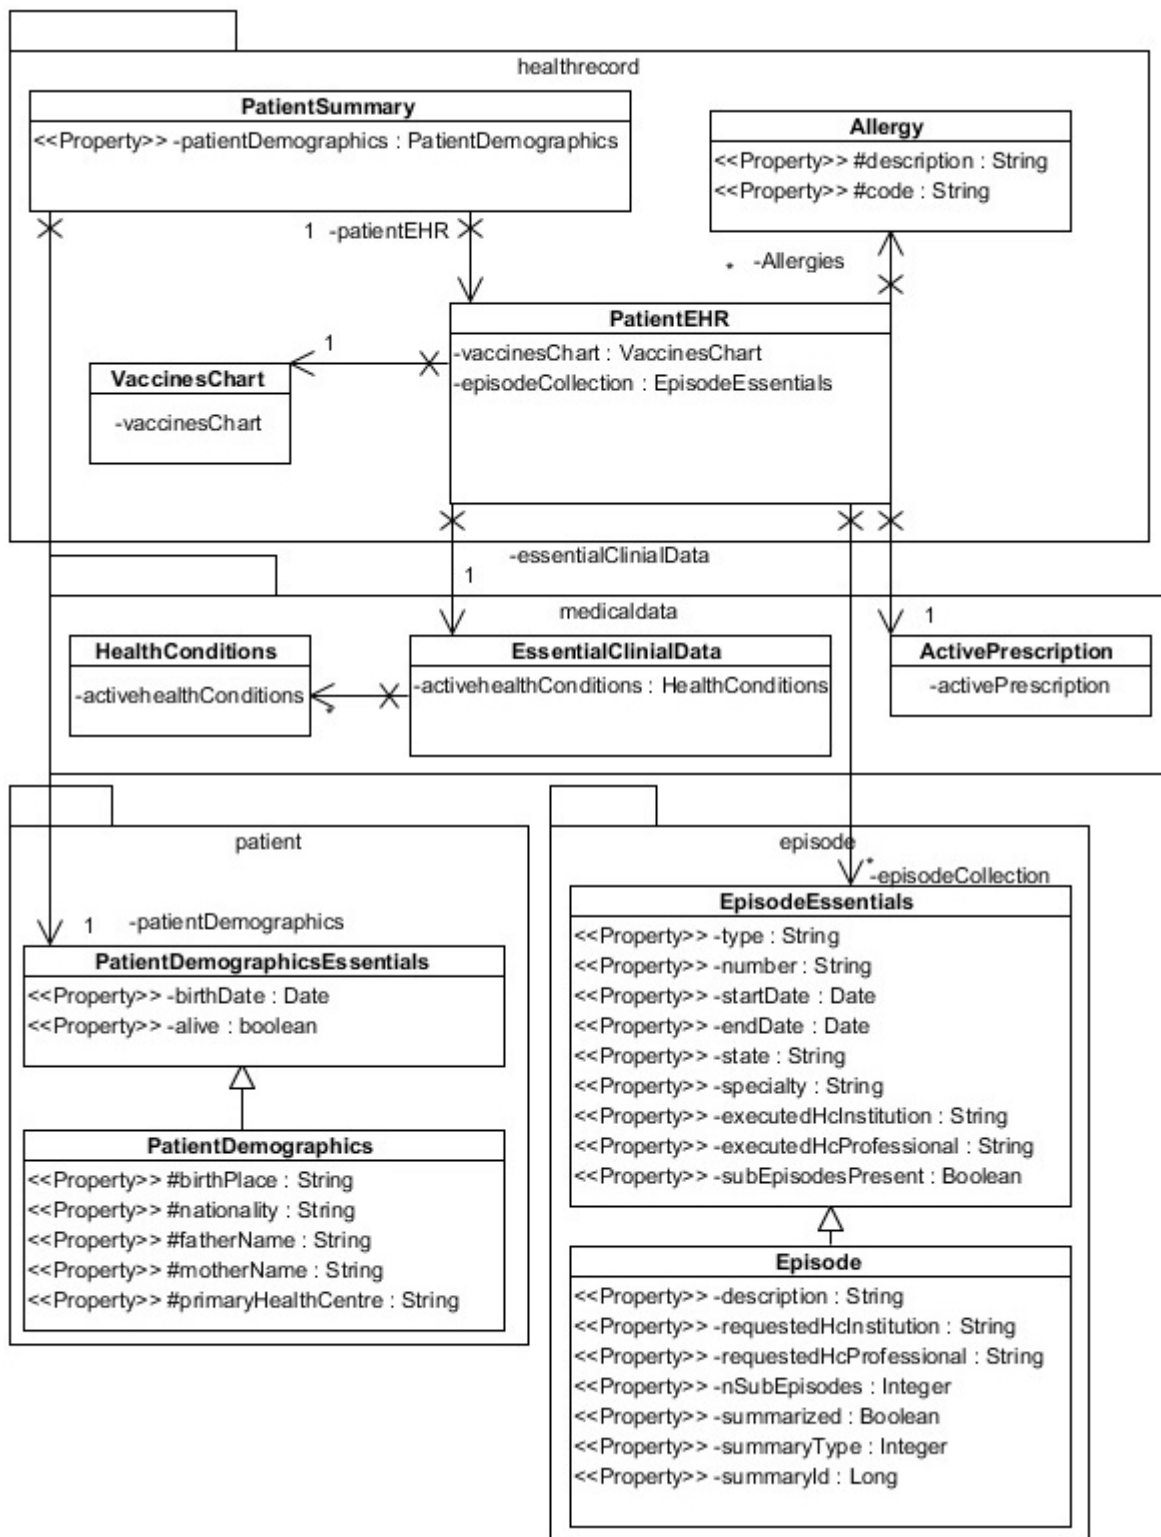 healthrecord
PatientSummary
<<Property>> -patientDemographics : PatientDemographics
Allergy
<<Property>> #description : String
<<Property>> #code : String
1 -patientEHR
* -Allergies
PatientEHR
-vaccinesChart : VaccinesChart
-episodeCollection : EpisodeEssentials
1
VaccinesChart
-vaccinesChart
-essentialClinialData
1
medicaldata
1
HealthConditions
-activehealthConditions
*
EssentialClinialData
-activehealthConditions : HealthConditions
ActivePrescription
-activePrescription
patient
1 -patientDemographics
PatientDemographicsEssentials
<<Property>> -birthDate : Date
<<Property>> -alive : boolean
PatientDemographics
<<Property>> #birthPlace : String
<<Property>> #nationality : String
<<Property>> #fatherName : String
<<Property>> #motherName : String
<<Property>> #primaryHealthCentre : String
episode
* -episodeCollection
EpisodeEssentials
<<Property>> -type : String
<<Property>> -number : String
<<Property>> -startDate : Date
<<Property>> -endDate : Date
<<Property>> -state : String
<<Property>> -specialty : String
<<Property>> -executedHcInstitution : String
<<Property>> -executedHcProfessional : String
<<Property>> -subEpisodesPresent : Boolean
Episode
<<Property>> -description : String
<<Property>> -requestedHcInstitution : String
<<Property>> -requestedHcProfessional : String
<<Property>> -nSubEpisodes : Integer
<<Property>> -summarized : Boolean
<<Property>> -summaryType : Integer
<<Property>> -summaryId : Long